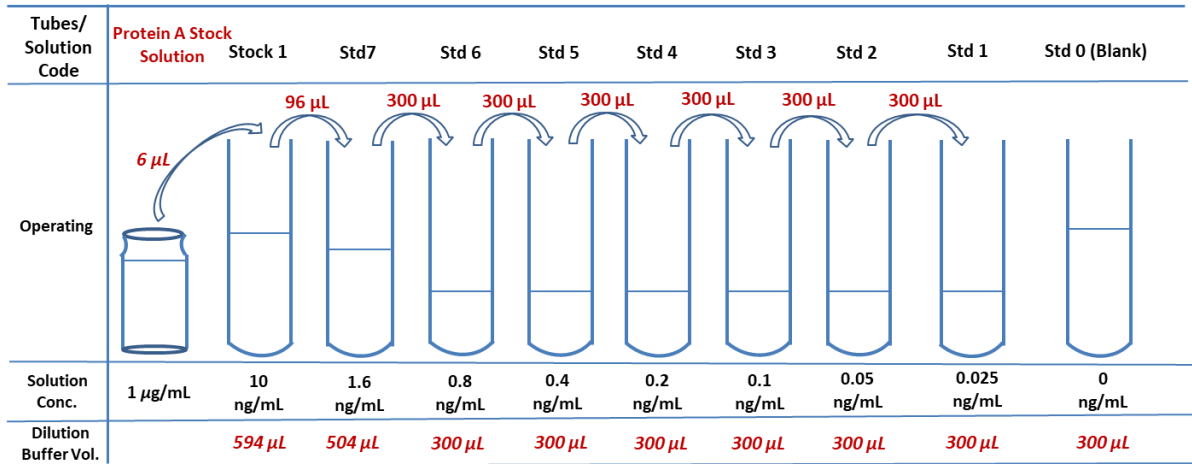 Tubes/
Solution
Code
Protein A Stock
Solution
Stock 1
Std7
Std 6
Std 5
Std 4
Std 3
Std 2
Std 1
Std 0 (Blank)
Operating
6 µL
96 µL
300 µL
300 µL
300 µL
300 µL
300 µL
300 µL
Solution
Conc.
1 µg/mL
10
ng/mL
1.6
ng/mL
0.8
ng/mL
0.4
ng/mL
0.2
ng/mL
0.1
ng/mL
0.05
ng/mL
0.025
ng/mL
0
ng/mL
Dilution
Buffer Vol.
594 µL
504 µL
300 µL
300 µL
300 µL
300 µL
300 µL
300 µL
300 µL